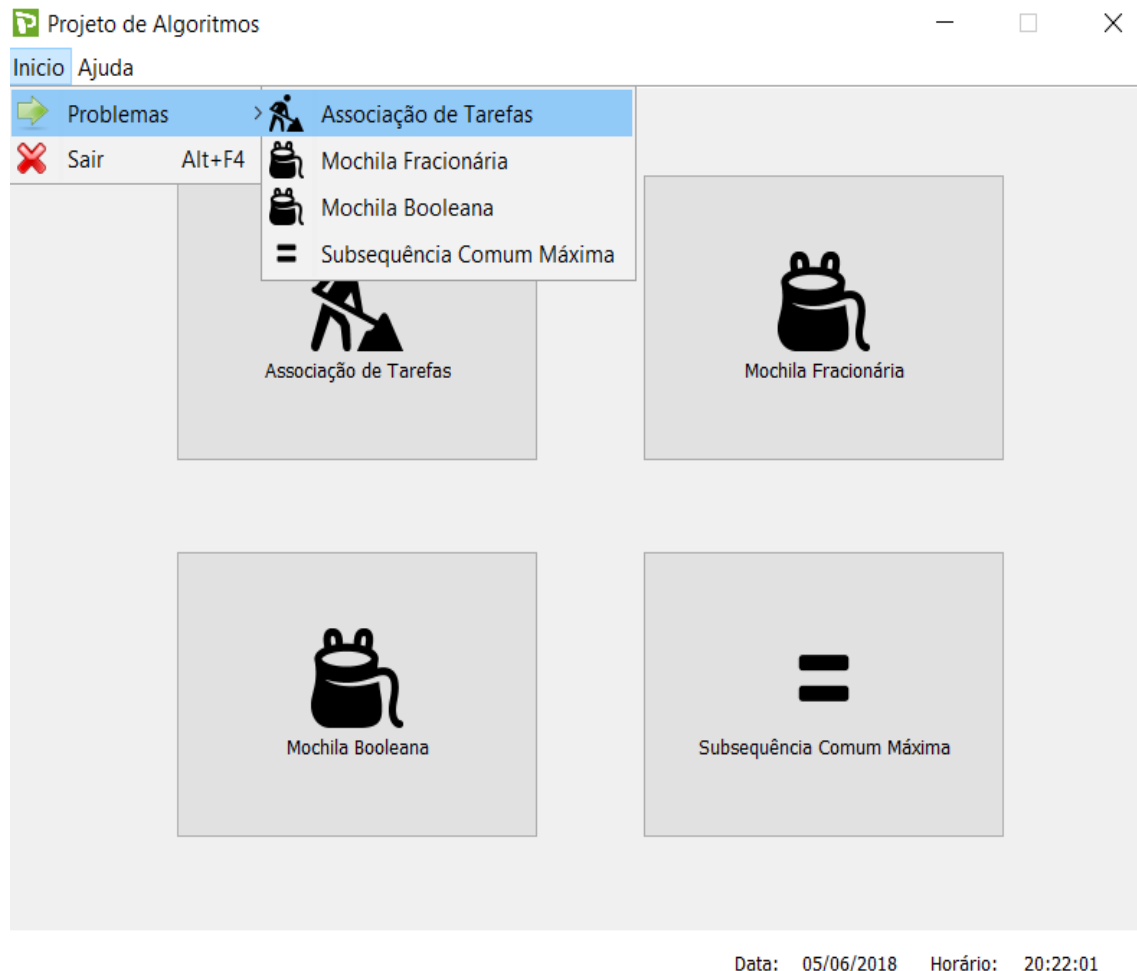 Projeto de Algoritmos
Inicio Ajuda
Problemas > Associação de Tarefas
Sair Alt+F4 Mochila Fracionária
Mochila Booleana
Subsequência Comum Máxima
Associação de Tarefas Mochila Fracionária
Mochila Booleana Subsequência Comum Máxima
Data: 05/06/2018 Horário: 20:22:01